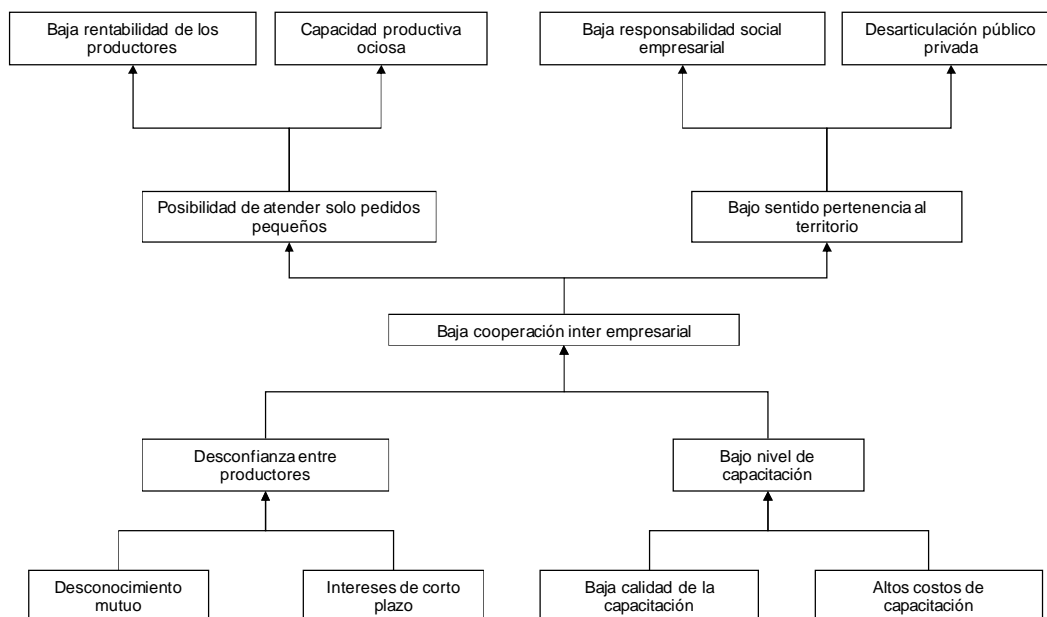 Baja rentabilidad de los
productores
Capacidad productiva
ociosa
Baja responsabilidad social
empresarial
Desarticulación público
privada
Posibilidad de atender solo pedidos
pequeños
Bajo sentido pertenencia al
territorio
Baja cooperación inter empresarial
Desconfianza entre
productores
Bajo nivel de
capacitación
Desconocimiento
mutuo
Intereses de corto
plazo
Baja calidad de la
capacitación
Altos costos de
capacitación